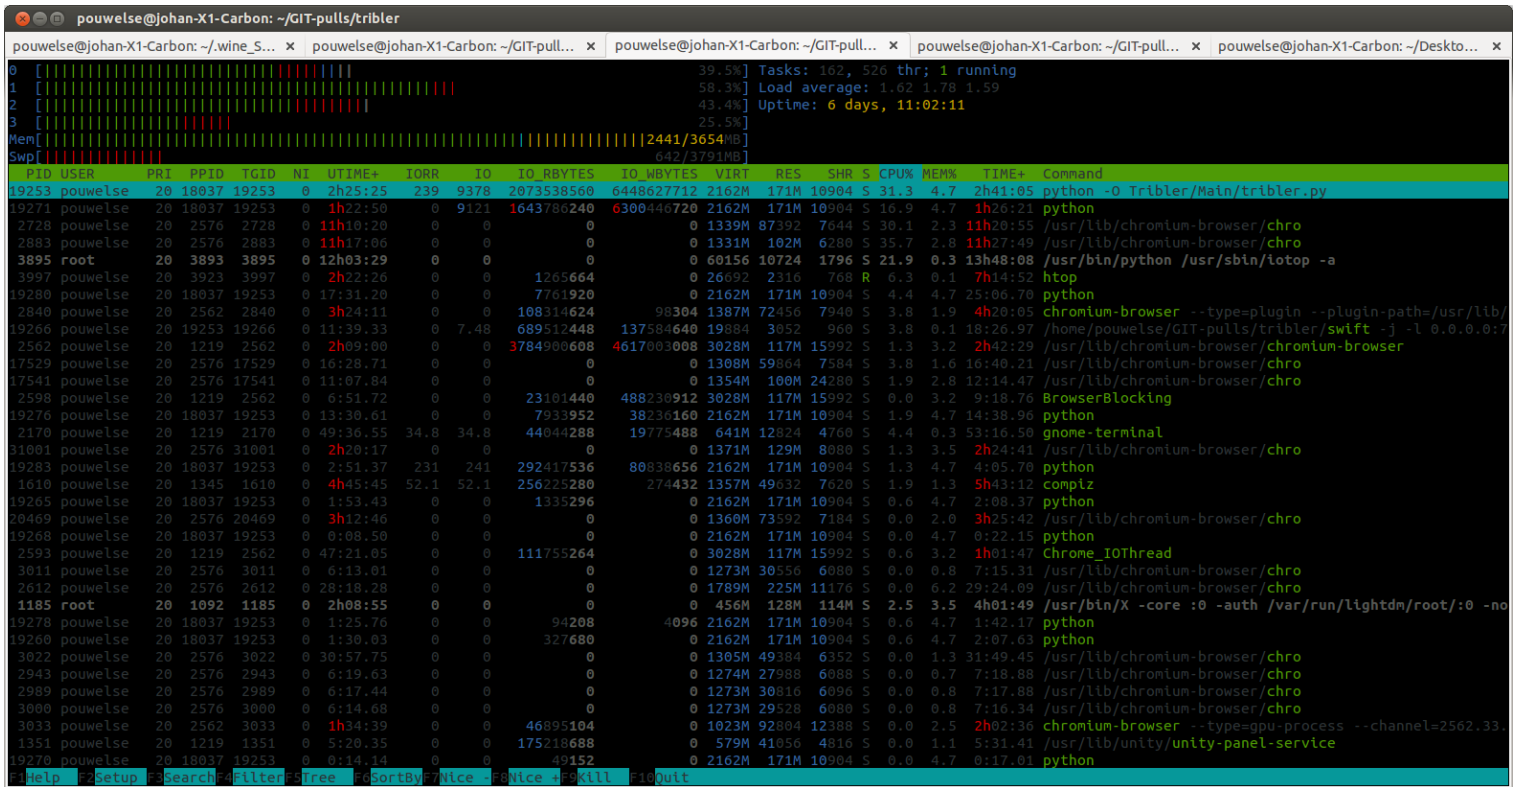 pouwelse@johan-X1-Carbon: ~/GIT-pulls/tribler
pouwelse@johan-X1-Carbon: ~/.wine_S... × pouwelse@johan-X1-Carbon: ~/GIT-pull... × pouwelse@johan-X1-Carbon: ~/GIT-pull... × pouwelse@johan-X1-Carbon: ~/GIT-pull... × pouwelse@johan-X1-Carbon: ~/Deskto... ×
0 [ 39.5%] Tasks: 162, 526 thr; 1 running
1 [ 58.3%] Load average: 1.62 1.78 1.59
2 [ 43.4%] Uptime: 6 days, 11:02:11
3 [ 25.5%]
Mem[ 2441/3654MB]
Swp[ 642/3791MB]
PID USER PRI PPID TGID NI UTIME+ IORR IO IO_RBYTES IO_WBYTES VIRT RES SHR S CPU% MEM% TIME+ Command
19253 pouwelse 20 18037 19253 0 2h25:25 239 9378 2073538560 6448627712 2162M 171M 10904 S 31.3 4.7 2h41:05 python -O Tribler/Main/tribler.py
19271 pouwelse 20 18037 19253 0 1h22:50 0 9121 1643786240 6300446720 2162M 171M 10904 S 16.9 4.7 1h26:21 python
2728 pouwelse 20 2576 2728 0 11h10:20 0 0 0 0 1339M 87392 7644 S 30.1 2.3 11h20:55 /usr/lib/chromium-browser/chro
2883 pouwelse 20 2576 2883 0 11h17:06 0 0 0 0 1331M 102M 6280 S 35.7 2.8 11h27:49 /usr/lib/chromium-browser/chro
3895 root 20 3893 3895 0 12h03:29 0 0 0 0 60156 10724 1796 S 21.9 0.3 13h48:08 /usr/bin/python /usr/sbin/iotop -a
3997 pouwelse 20 3923 3997 0 2h22:26 0 0 1265664 0 26692 2316 768 R 6.3 0.1 7h14:52 htop
19280 pouwelse 20 18037 19253 0 17:31.20 0 0 7761920 0 2162M 171M 10904 S 4.4 4.7 25:06.70 python
2840 pouwelse 20 2562 2840 0 3h24:11 0 0 108314624 98304 1387M 72456 7940 S 3.8 1.9 4h20:05 chromium-browser --type=plugin --plugin-path=/usr/lib/
19266 pouwelse 20 19253 19266 0 11:39.33 0 7.48 689512448 137584640 19884 3052 960 S 3.8 0.1 18:26.97 /home/pouwelse/GIT-pulls/tribler/swift -j -l 0.0.0.0:7
2562 pouwelse 20 1219 2562 0 2h09:00 0 0 3784900608 4617003008 3028M 117M 15992 S 1.3 3.2 2h42:29 /usr/lib/chromium-browser/chromium-browser
17529 pouwelse 20 2576 17529 0 16:28.71 0 0 0 0 1308M 59864 7584 S 3.8 1.6 16:40.21 /usr/lib/chromium-browser/chro
17541 pouwelse 20 2576 17541 0 11:07.84 0 0 0 0 1354M 100M 24280 S 1.9 2.8 12:14.47 /usr/lib/chromium-browser/chro
2598 pouwelse 20 1219 2562 0 6:51.72 0 0 23101440 488230912 3028M 117M 15992 S 0.0 3.2 9:18.76 BrowserBlocking
19276 pouwelse 20 18037 19253 0 13:30.61 0 0 7933952 38236160 2162M 171M 10904 S 1.9 4.7 14:38.96 python
2170 pouwelse 20 1219 2170 0 49:36.55 34.8 34.8 44044288 19775488 641M 12824 4760 S 4.4 0.3 53:16.50 gnome-terminal
31001 pouwelse 20 2576 31001 0 2h20:17 0 0 0 0 1371M 129M 8080 S 1.3 3.5 2h24:41 /usr/lib/chromium-browser/chro
19283 pouwelse 20 18037 19253 0 2:51.37 231 241 292417536 80838656 2162M 171M 10904 S 1.3 4.7 4:05.70 python
1610 pouwelse 20 1345 1610 0 4h45:45 52.1 52.1 256225280 274432 1357M 49632 7620 S 1.9 1.3 5h43:12 compiz
19265 pouwelse 20 18037 19253 0 1:53.43 0 0 1335296 0 2162M 171M 10904 S 0.6 4.7 2:08.37 python
20469 pouwelse 20 2576 20469 0 3h12:46 0 0 0 0 1360M 73592 7184 S 0.0 2.0 3h25:42 /usr/lib/chromium-browser/chro
19268 pouwelse 20 18037 19253 0 0:08.50 0 0 0 0 2162M 171M 10904 S 0.0 4.7 0:22.15 python
2593 pouwelse 20 1219 2562 0 47:21.05 0 0 111755264 0 3028M 117M 15992 S 0.6 3.2 1h01:47 Chrome_IOThread
3011 pouwelse 20 2576 3011 0 6:13.01 0 0 0 0 1273M 30556 6080 S 0.0 0.8 7:15.31 /usr/lib/chromium-browser/chro
2612 pouwelse 20 2576 2612 0 28:18.28 0 0 0 0 1789M 225M 11176 S 0.0 6.2 29:24.09 /usr/lib/chromium-browser/chro
1185 root 20 1092 1185 0 2h08:55 0 0 0 0 456M 128M 114M S 2.5 3.5 4h01:49 /usr/bin/X -core :0 -auth /var/run/lightdm/root/:0 -no
19278 pouwelse 20 18037 19253 0 1:25.76 0 0 94208 4096 2162M 171M 10904 S 0.6 4.7 1:42.17 python
19260 pouwelse 20 18037 19253 0 1:30.03 0 0 327680 0 2162M 171M 10904 S 0.6 4.7 2:07.63 python
3022 pouwelse 20 2576 3022 0 30:57.75 0 0 0 0 1305M 49384 6352 S 0.0 1.3 31:49.45 /usr/lib/chromium-browser/chro
2943 pouwelse 20 2576 2943 0 6:19.63 0 0 0 0 1274M 27988 6088 S 0.0 0.7 7:18.88 /usr/lib/chromium-browser/chro
2989 pouwelse 20 2576 2989 0 6:17.44 0 0 0 0 1273M 30816 6096 S 0.0 0.8 7:17.88 /usr/lib/chromium-browser/chro
3000 pouwelse 20 2576 3000 0 6:14.68 0 0 0 0 1273M 29528 6080 S 0.0 0.8 7:16.34 /usr/lib/chromium-browser/chro
3033 pouwelse 20 2562 3033 0 1h34:39 0 0 46895104 0 1023M 92804 12388 S 0.0 2.5 2h02:36 chromium-browser --type=gpu-process --channel=2562.33.
1351 pouwelse 20 1219 1351 0 5:20.35 0 0 175218688 0 579M 41056 4816 S 0.0 1.1 5:31.41 /usr/lib/unity/unity-panel-service
19270 pouwelse 20 18037 19253 0 0:14.14 0 0 49152 0 2162M 171M 10904 S 0.0 4.7 0:17.01 python
F1Help F2Setup F3SearchF4FilterF5Tree F6SortByF7Nice -F8Nice +F9Kill F10Quit